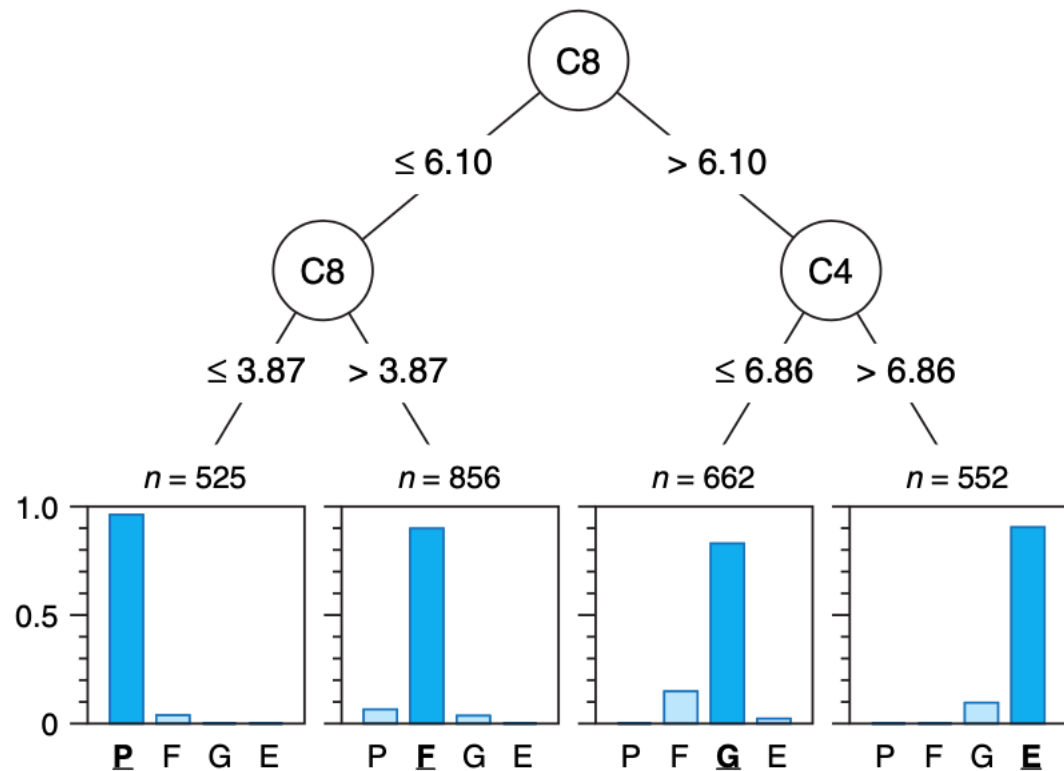 C8
≤ 6.10 > 6.10
C8 C4
≤ 3.87 > 3.87 ≤ 6.86 > 6.86
n = 525 n = 856 n = 662 n = 552
1.0
0.5
0
P F G E P F G E P F G E P F G E